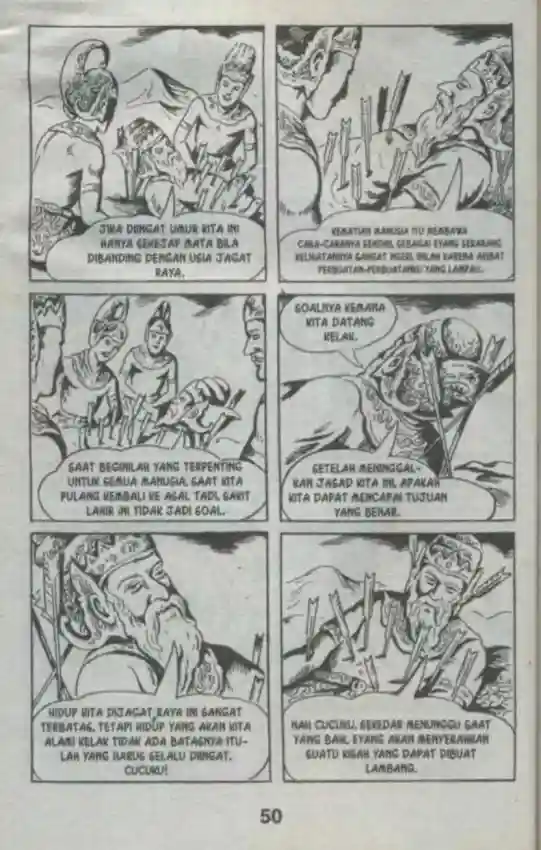 JIKA DIINGAT UMUR KITA INI
HANYA SEKEJAP MATA BILA
DIBANDING DENGAN USIA JAGAT
RAYA.
KEMATIAN MANUSIA ITU MEMBAWA
CARA-CARANYA SENDIRI, SEBAGAI EYANG SEKARANG
KELIHATANNYA SANGAT NGERI, INILAH KARENA AKIBAT
PERBUATAN-PERBUATANKU YANG LAMPAU.
SAAT BEGINILAH YANG TERPENTING
UNTUK SEMUA MANUSIA, SAAT KITA
PULANG KEMBALI KE ASAL TADI, SAKIT
LAHIR INI TIDAK JADI SOAL.
SOALNYA KEMANA
KITA DATANG
KELAK.
SETELAH MENINGGAL-
KAN JASAD KITA INI, APAKAH
KITA DAPAT MENCAPAI TUJUAN
YANG BENAR.
HIDUP KITA DIJAGAT RAYA INI SANGAT
TERBATAS, TETAPI HIDUP YANG AKAN KITA
ALAMI KELAK TIDAK ADA BATASNYA ITU-
LAH YANG HARUS SELALU DIINGAT,
CUCUKU!
NAH CUCUKU, SEKEDAR MENUNGGU SAAT
YANG BAIK, EYANG AKAN MENYERAHKAN
SUATU KISAH YANG DAPAT DIBUAT
LAMBANG.
50